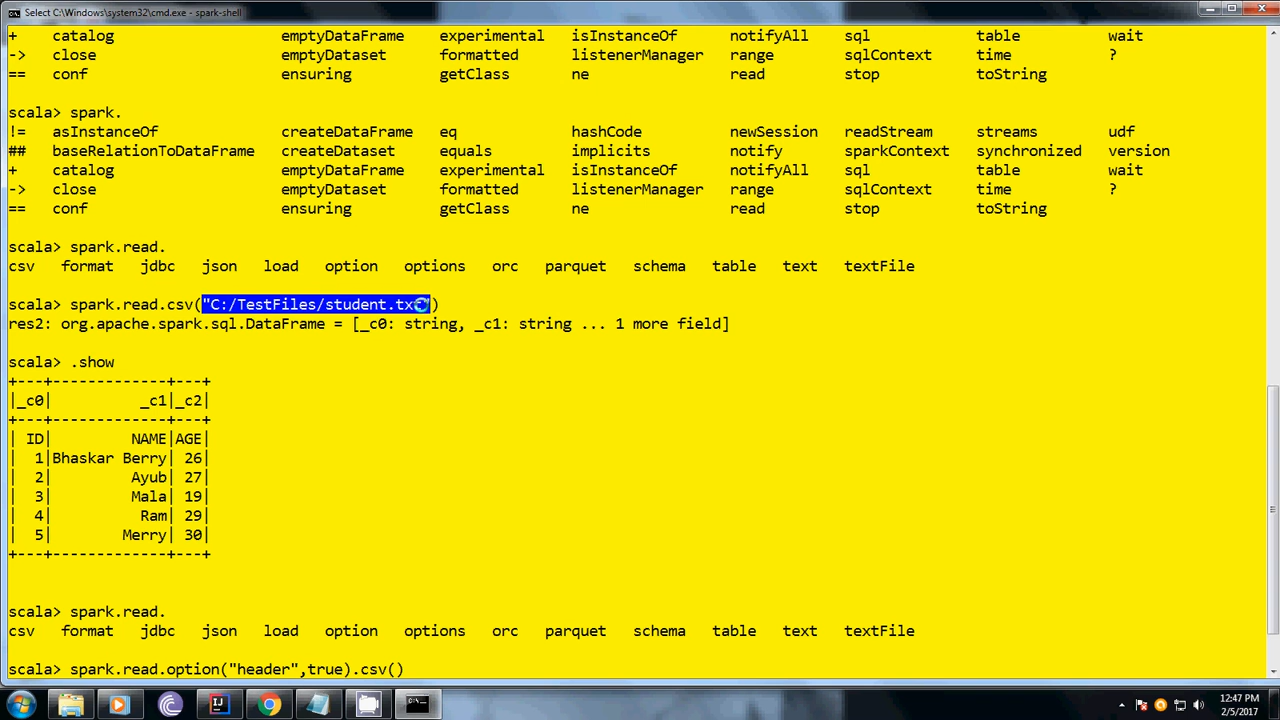 Select C:\Windows\system32\cmd.exe - spark-shell
+ catalog emptyDataFrame experimental isInstanceOf notifyAll sql table wait
-> close emptyDataset formatted listenerManager range sqlContext time ?
== conf ensuring getClass ne read stop toString
scala> spark.
!= asInstanceOf createDataFrame eq hashCode newSession readStream streams udf
## baseRelationToDataFrame createDataset equals implicits notify sparkContext synchronized version
+ catalog emptyDataFrame experimental isInstanceOf notifyAll sql table wait
-> close emptyDataset formatted listenerManager range sqlContext time ?
== conf ensuring getClass ne read stop toString
scala> spark.read.
csv format jdbc json load option options orc parquet schema table text textFile
scala> spark.read.csv("C:/TestFiles/student.txt")
res2: org.apache.spark.sql.DataFrame = [_c0: string, _c1: string ... 1 more field]
scala> .show
+---+-------------+---+
|_c0|          _c1|_c2|
+---+-------------+---+
| ID|         NAME|AGE|
|  1|Bhaskar Berry| 26|
|  2|         Ayub| 27|
|  3|         Mala| 19|
|  4|          Ram| 29|
|  5|        Merry| 30|
+---+-------------+---+
scala> spark.read.
csv format jdbc json load option options orc parquet schema table text textFile
scala> spark.read.option("header",true).csv()
12:47 PM
2/5/2017